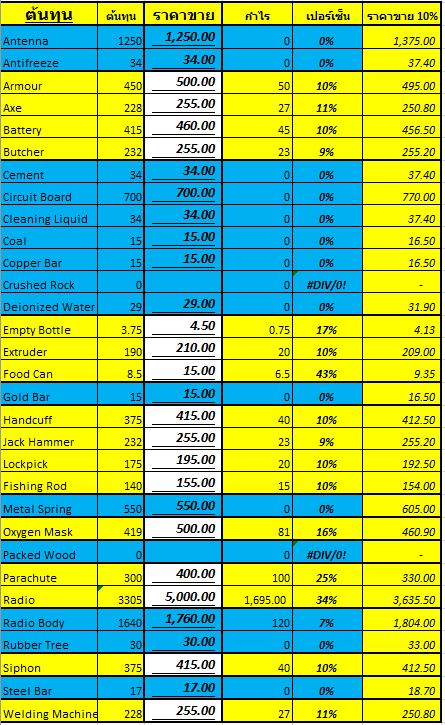 ต้นทุน ต้นทุน ราคาขาย กำไร เปอร์เซ็น ราคาขาย 10%
Antenna 1250 1,250.00 0 0% 1,375.00
Antifreeze 34 34.00 0 0% 37.40
Armour 450 500.00 50 10% 495.00
Axe 228 255.00 27 11% 250.80
Battery 415 460.00 45 10% 456.50
Butcher 232 255.00 23 9% 255.20
Cement 34 34.00 0 0% 37.40
Circuit Board 700 700.00 0 0% 770.00
Cleaning Liquid 34 34.00 0 0% 37.40
Coal 15 15.00 0 0% 16.50
Copper Bar 15 15.00 0 0% 16.50
Crushed Rock 0 0 #DIV/0! -
Deionized Water 29 29.00 0 0% 31.90
Empty Bottle 3.75 4.50 0.75 17% 4.13
Extruder 190 210.00 20 10% 209.00
Food Can 8.5 15.00 6.5 43% 9.35
Gold Bar 15 15.00 0 0% 16.50
Handcuff 375 415.00 40 10% 412.50
Jack Hammer 232 255.00 23 9% 255.20
Lockpick 175 195.00 20 10% 192.50
Fishing Rod 140 155.00 15 10% 154.00
Metal Spring 550 550.00 0 0% 605.00
Oxygen Mask 419 500.00 81 16% 460.90
Packed Wood 0 0 #DIV/0! -
Parachute 300 400.00 100 25% 330.00
Radio 3305 5,000.00 1,695.00 34% 3,635.50
Radio Body 1640 1,760.00 120 7% 1,804.00
Rubber Tree 30 30.00 0 0% 33.00
Siphon 375 415.00 40 10% 412.50
Steel Bar 17 17.00 0 0% 18.70
Welding Machine 228 255.00 27 11% 250.80